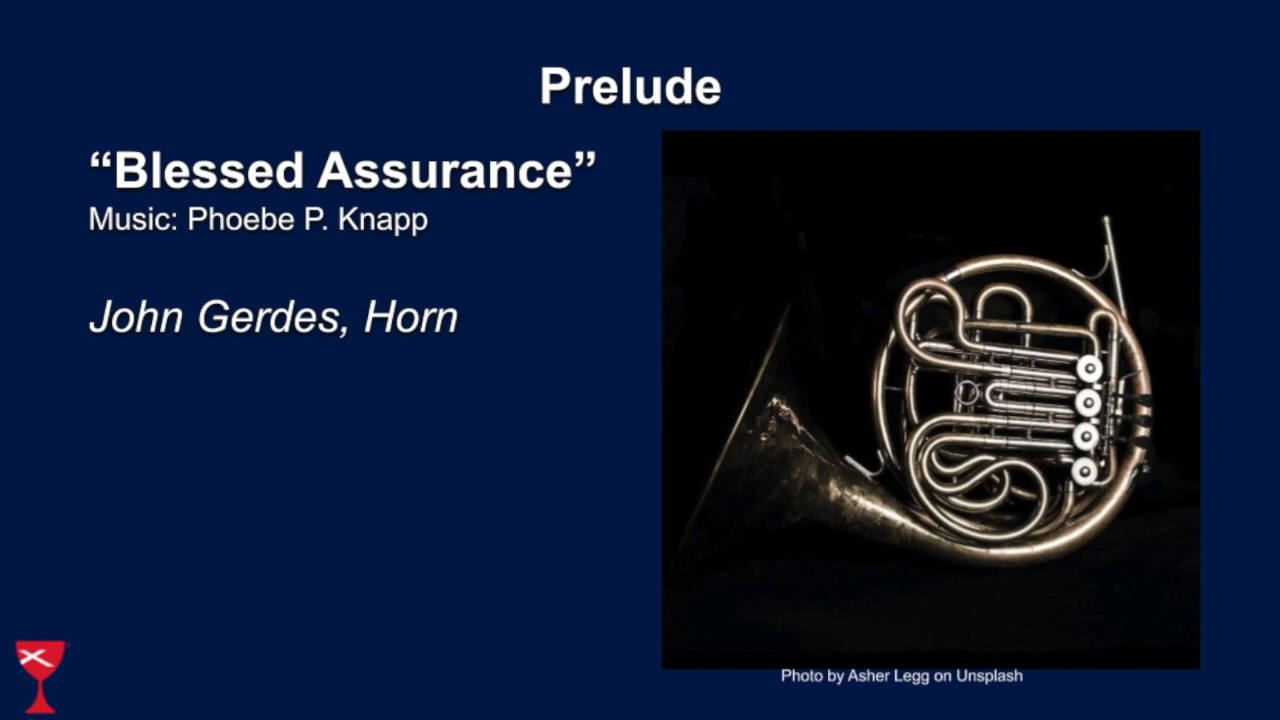 Prelude
“Blessed Assurance”
Music: Phoebe P. Knapp
John Gerdes, Horn
Photo by Asher Legg on Unsplash